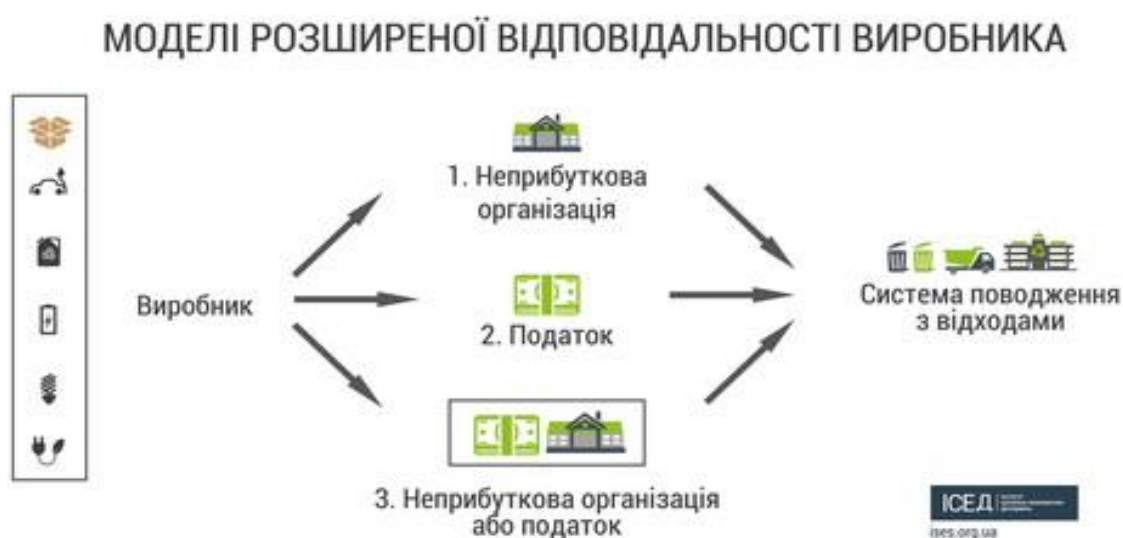 МОДЕЛІ РОЗШИРЕНОЇ ВІДПОВІДАЛЬНОСТІ ВИРОБНИКА
1. Неприбуткова
організація
Виробник
2. Податок
3. Неприбуткова організація
або податок
Система поводження
з відходами
ІСЕД
ises.org.ua